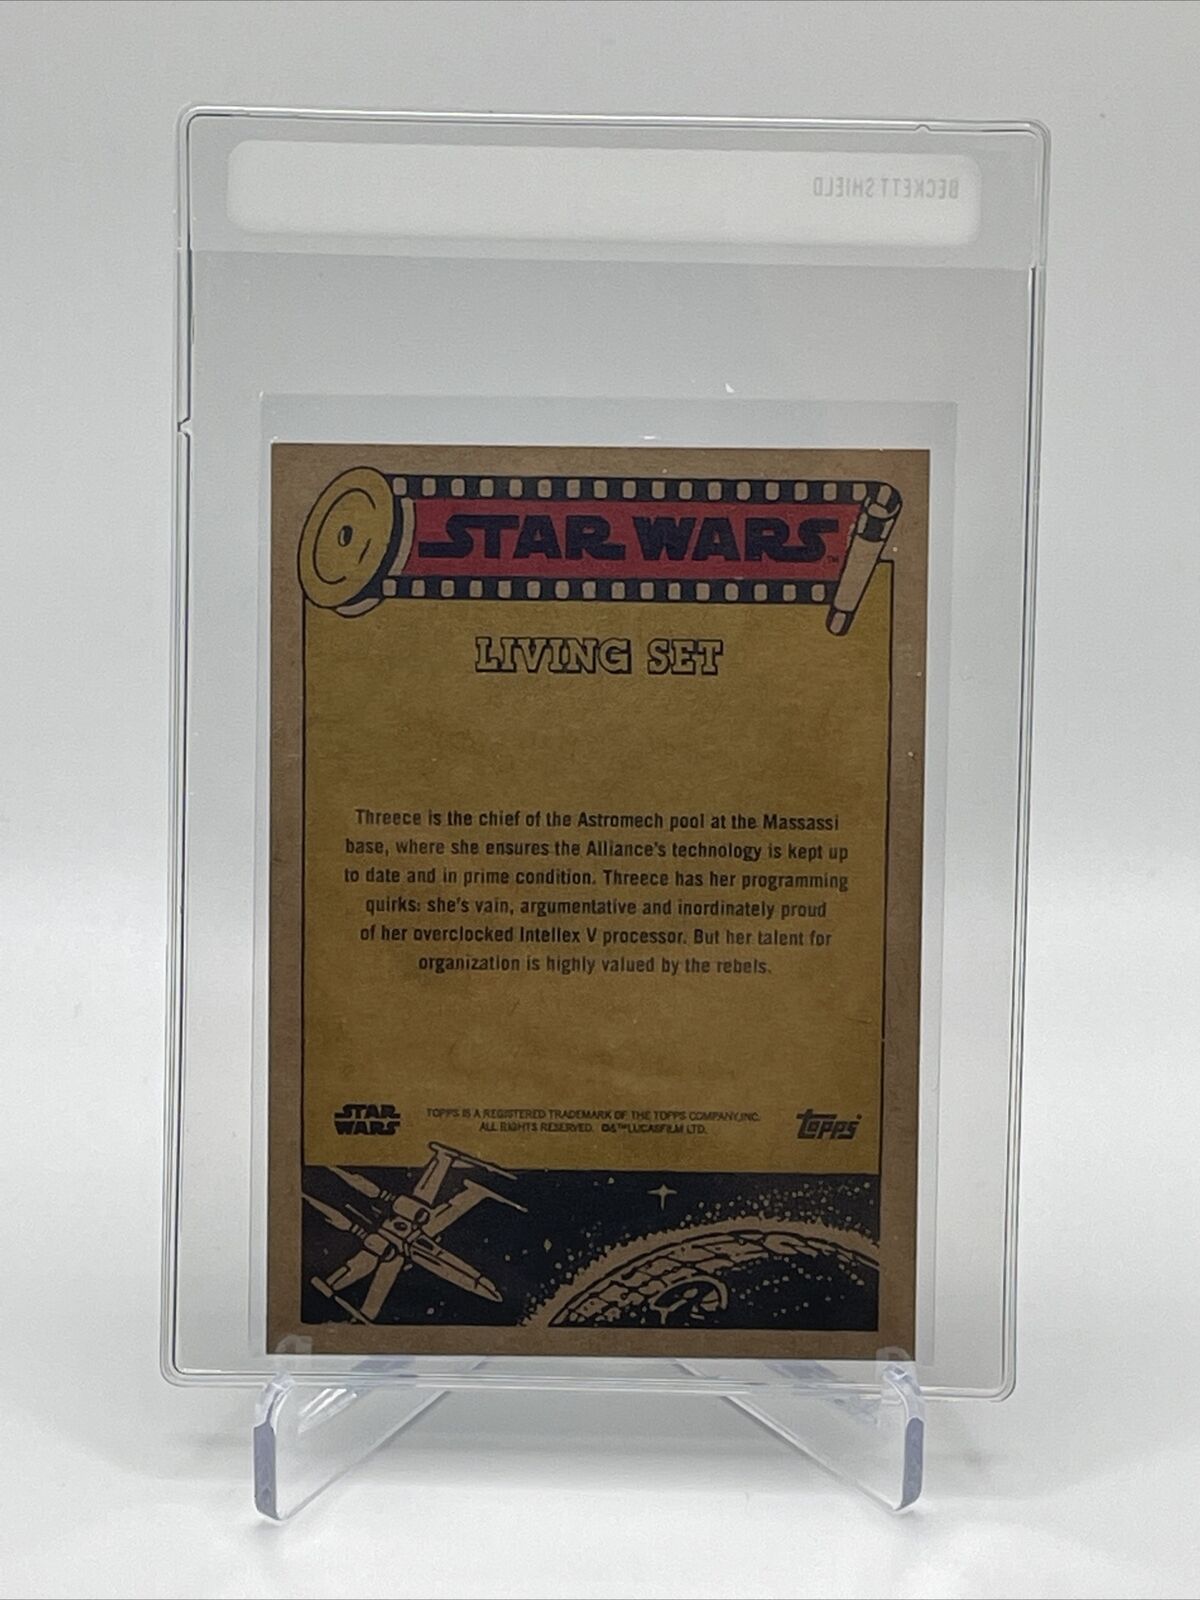 BECKETT SHIELD
STAR WARS™
LIVING SET
Threece is the chief of the Astromech pool at the Massassi
base, where she ensures the Alliance's technology is kept up
to date and in prime condition. Threece has her programming
quirks: she's vain, argumentative and inordinately proud
of her overclocked Intellex V processor. But her talent for
organization is highly valued by the rebels.
STAR
WARS
TOPPS IS A REGISTERED TRADEMARK OF THE TOPPS COMPANY, INC.
ALL RIGHTS RESERVED. ©&™LUCASFILM LTD.
topps